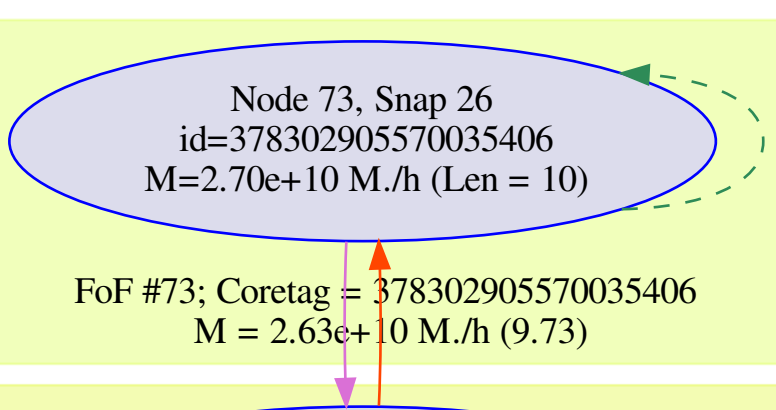 Node 73, Snap 26
id=378302905570035406
M=2.70e+10 M./h (Len = 10)
FoF #73; Coretag = 378302905570035406
M = 2.63e+10 M./h (9.73)